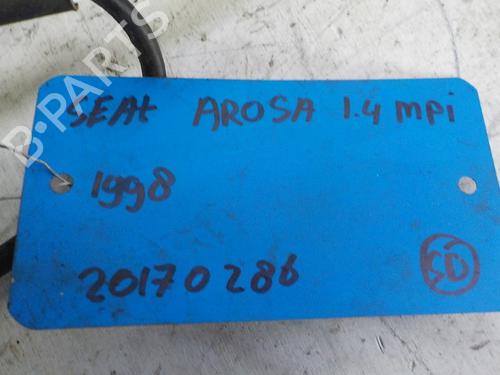 SEAt AROSA 1.4 MPi
1998
20170286
SD
B-PARTS